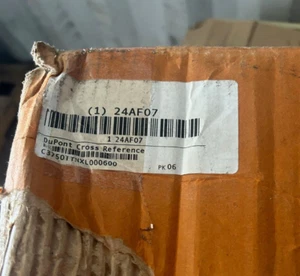 (1) 24AF07
1 24AF07
DuPont Cross Reference
PK 06